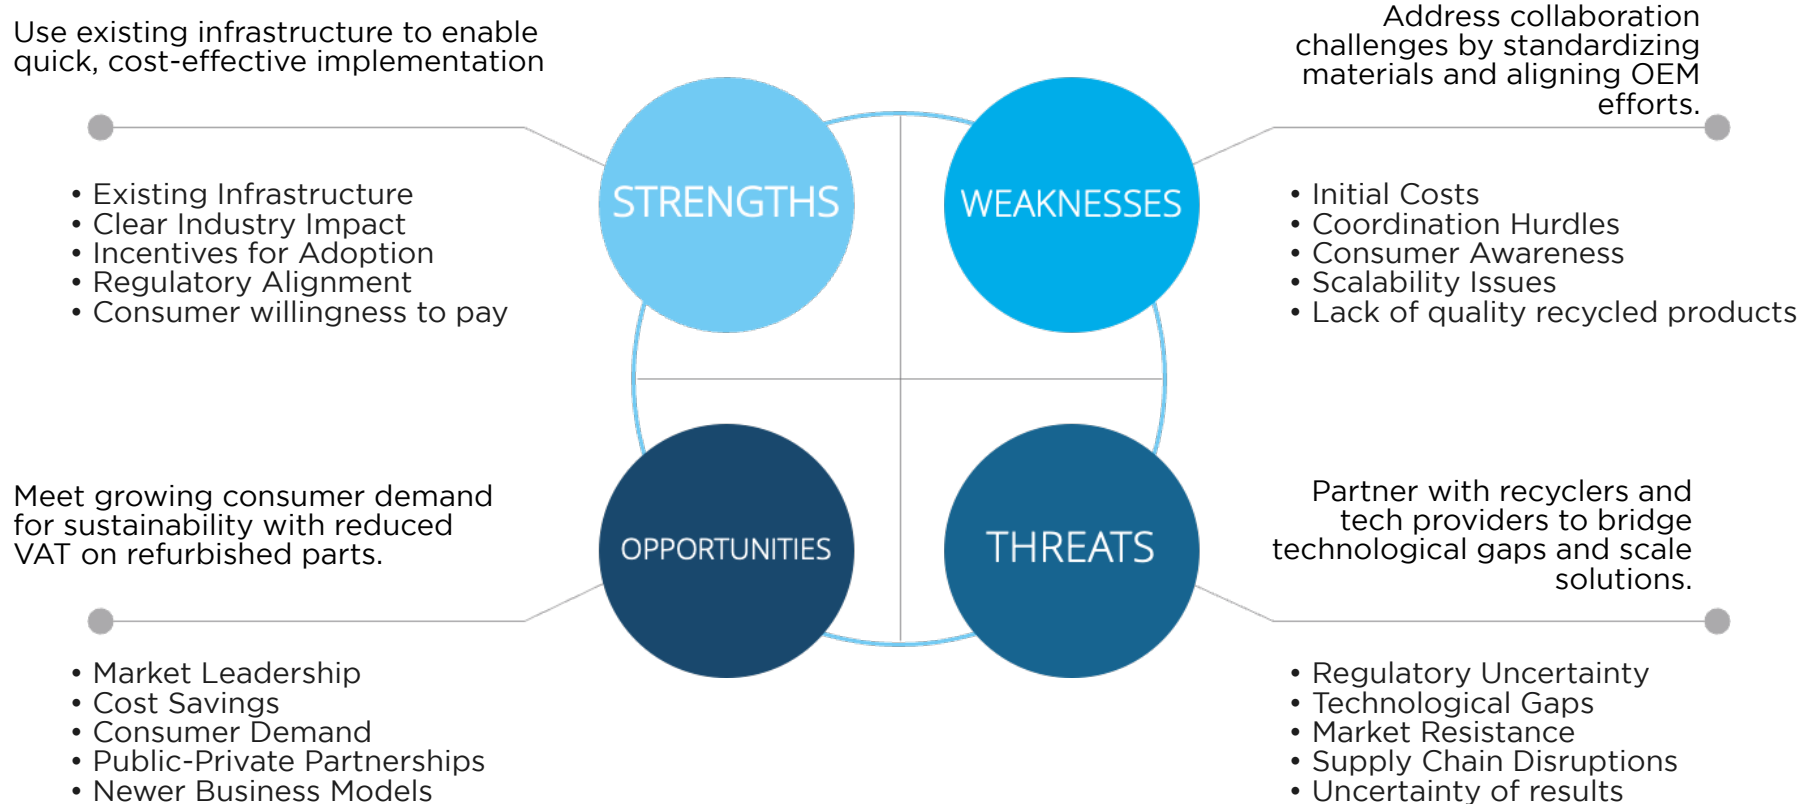 Use existing infrastructure to enable
quick, cost-effective implementation
STRENGTHS
• Existing Infrastructure
• Clear Industry Impact
• Incentives for Adoption
• Regulatory Alignment
• Consumer willingness to pay
Address collaboration
challenges by standardizing
materials and aligning OEM
efforts.
WEAKNESSES
• Initial Costs
• Coordination Hurdles
• Consumer Awareness
• Scalability Issues
• Lack of quality recycled products
Meet growing consumer demand
for sustainability with reduced
VAT on refurbished parts.
OPPORTUNITIES
• Market Leadership
• Cost Savings
• Consumer Demand
• Public-Private Partnerships
• Newer Business Models
Partner with recyclers and
tech providers to bridge
technological gaps and scale
solutions.
THREATS
• Regulatory Uncertainty
• Technological Gaps
• Market Resistance
• Supply Chain Disruptions
• Uncertainty of results